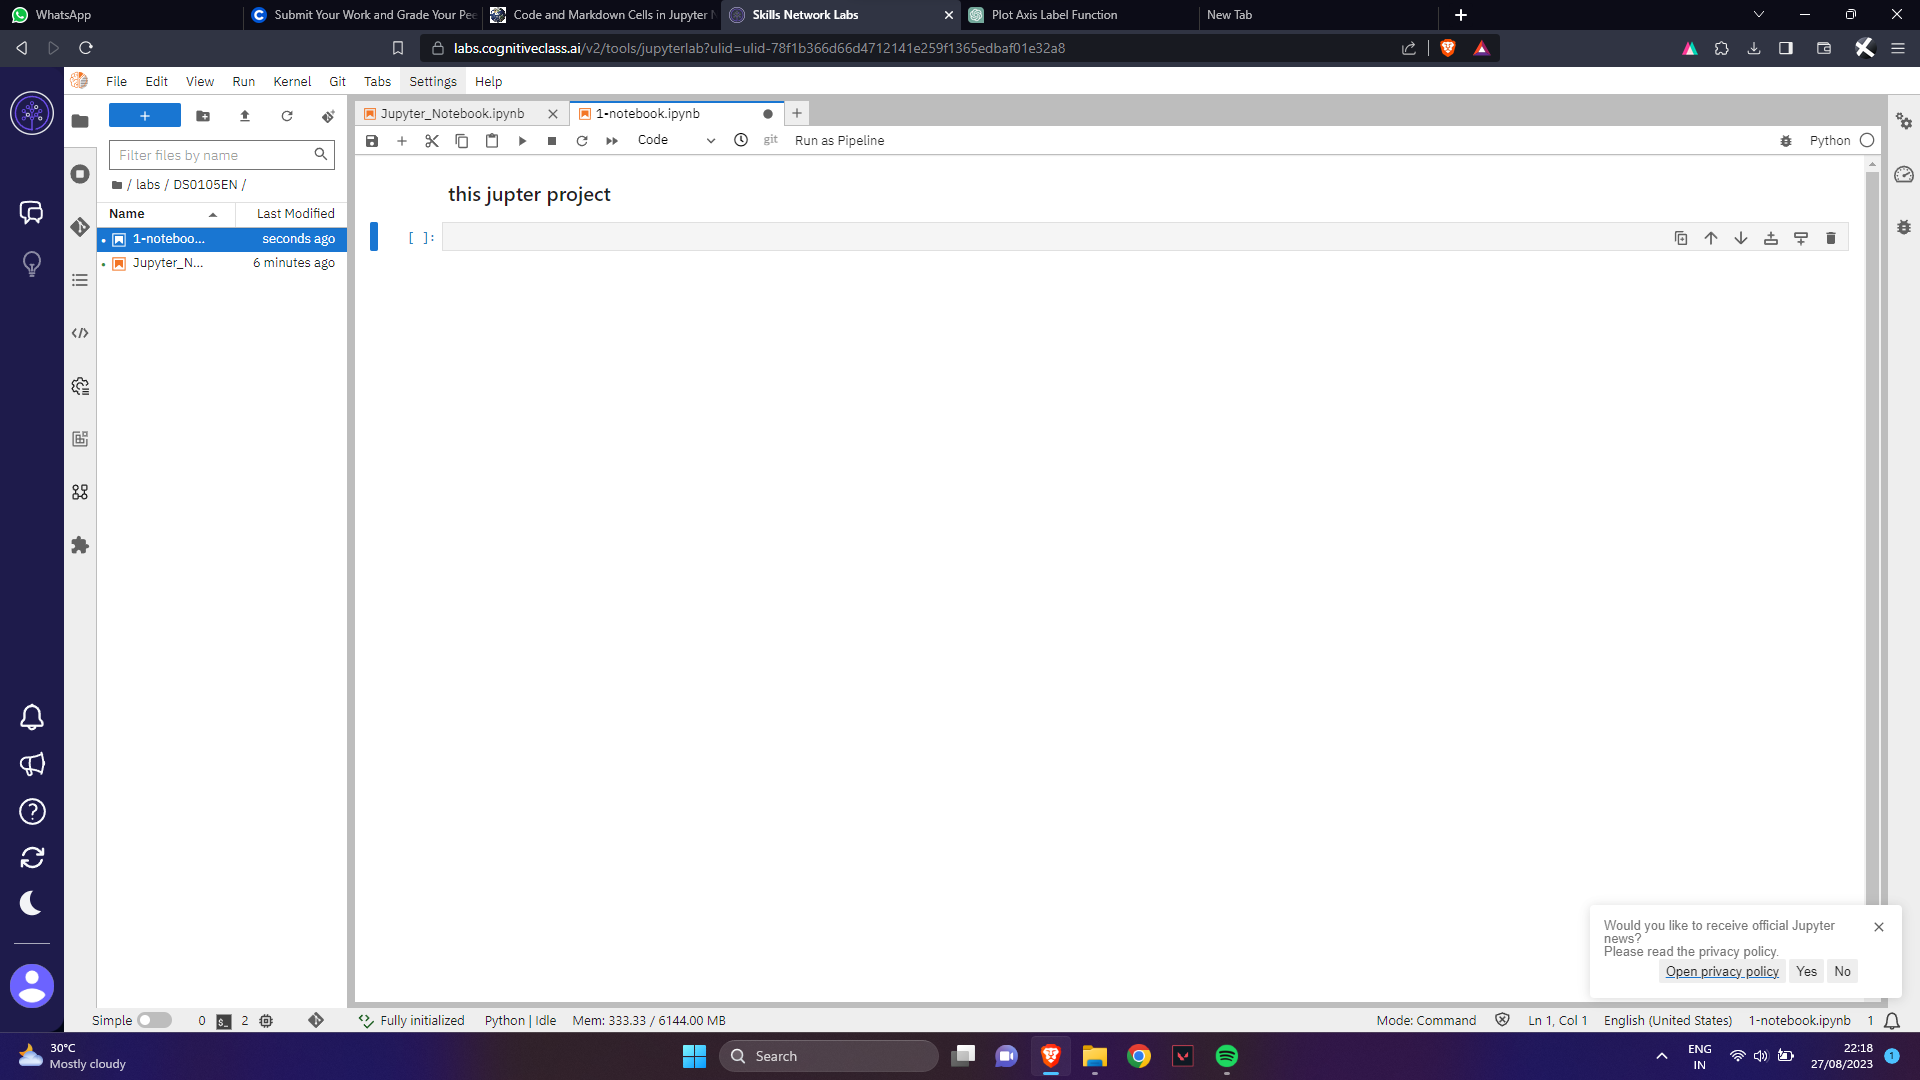 WhatsApp
Submit Your Work and Grade Your Pee
Code and Markdown Cells in Jupyter N
Skills Network Labs
Plot Axis Label Function
New Tab
labs.cognitiveclass.ai/v2/tools/jupyterlab?ulid=ulid-78f1b366d66d4712141e259f1365edbaf01e32a8
File Edit View Run Kernel Git Tabs Settings Help
Jupyter_Notebook.ipynb
1-notebook.ipynb
Code
git
Run as Pipeline
Python
Filter files by name
/ labs / DS0105EN /
Name Last Modified
1-noteboo... seconds ago
Jupyter_N... 6 minutes ago
this jupter project
[ ]:
Would you like to receive official Jupyter
news?
Please read the privacy policy.
Open privacy policy Yes No
Simple 0 $_ 2 Fully initialized Python | Idle Mem: 333.33 / 6144.00 MB Mode: Command Ln 1, Col 1 English (United States) 1-notebook.ipynb 1
30°C
Mostly cloudy
Search
ENG
IN
22:18
27/08/2023
1